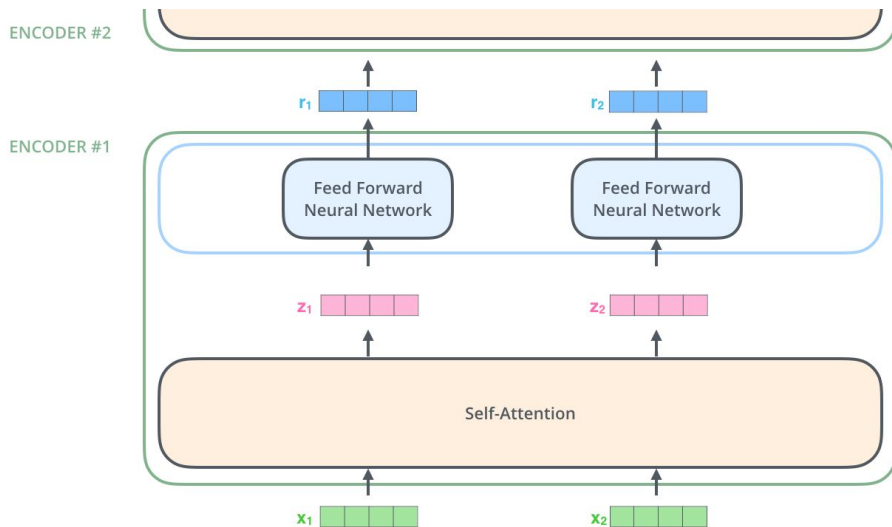 ENCODER #2
r₁ r₂
ENCODER #1
Feed Forward
Neural Network
Feed Forward
Neural Network
z₁ z₂
Self-Attention
x₁ x₂